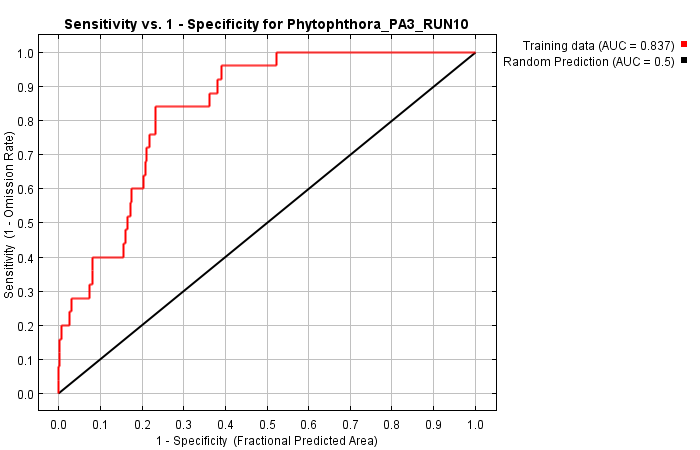 Sensitivity vs. 1 - Specificity for Phytophthora_PA3_RUN10
Training data (AUC = 0.837)
Random Prediction (AUC = 0.5)
Sensitivity (1 - Omission Rate)
1.0
0.9
0.8
0.7
0.6
0.5
0.4
0.3
0.2
0.1
0.0
0.0 0.1 0.2 0.3 0.4 0.5 0.6 0.7 0.8 0.9 1.0
1 - Specificity (Fractional Predicted Area)